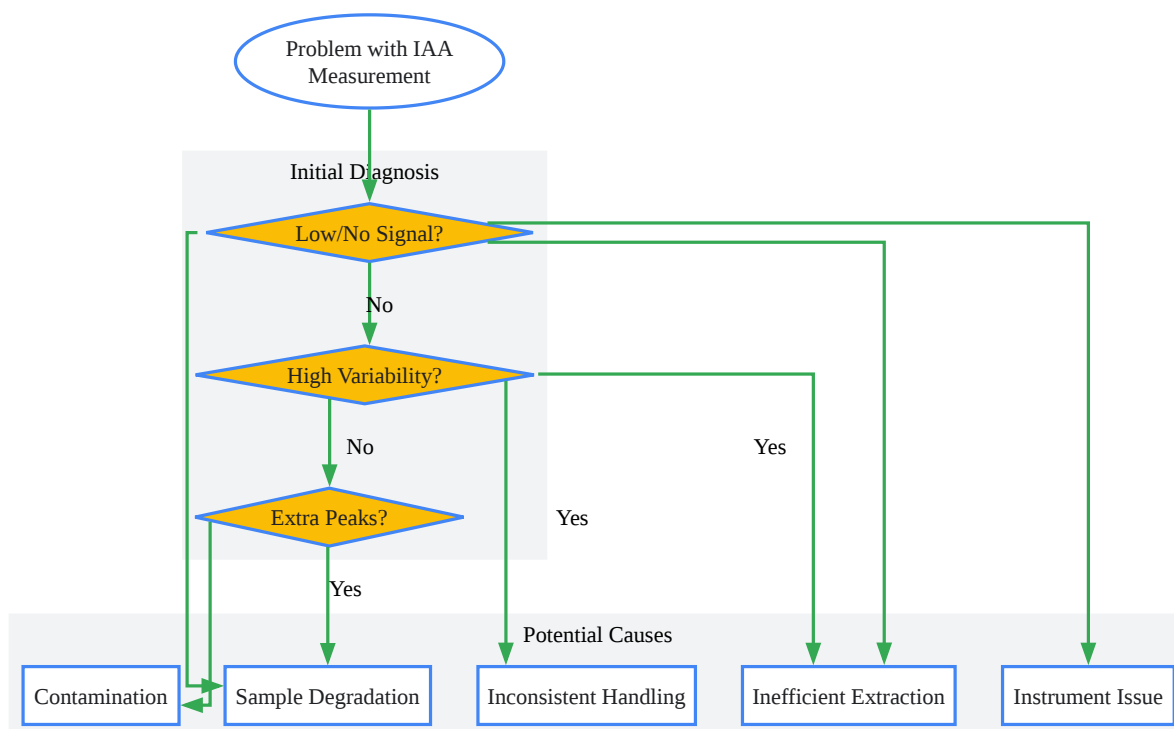 Problem with IAA
Measurement
Initial Diagnosis
Low/No Signal?
No
High Variability?
No
Yes
Extra Peaks?
Yes
Yes
Potential Causes
Contamination
Sample Degradation
Inconsistent Handling
Inefficient Extraction
Instrument Issue